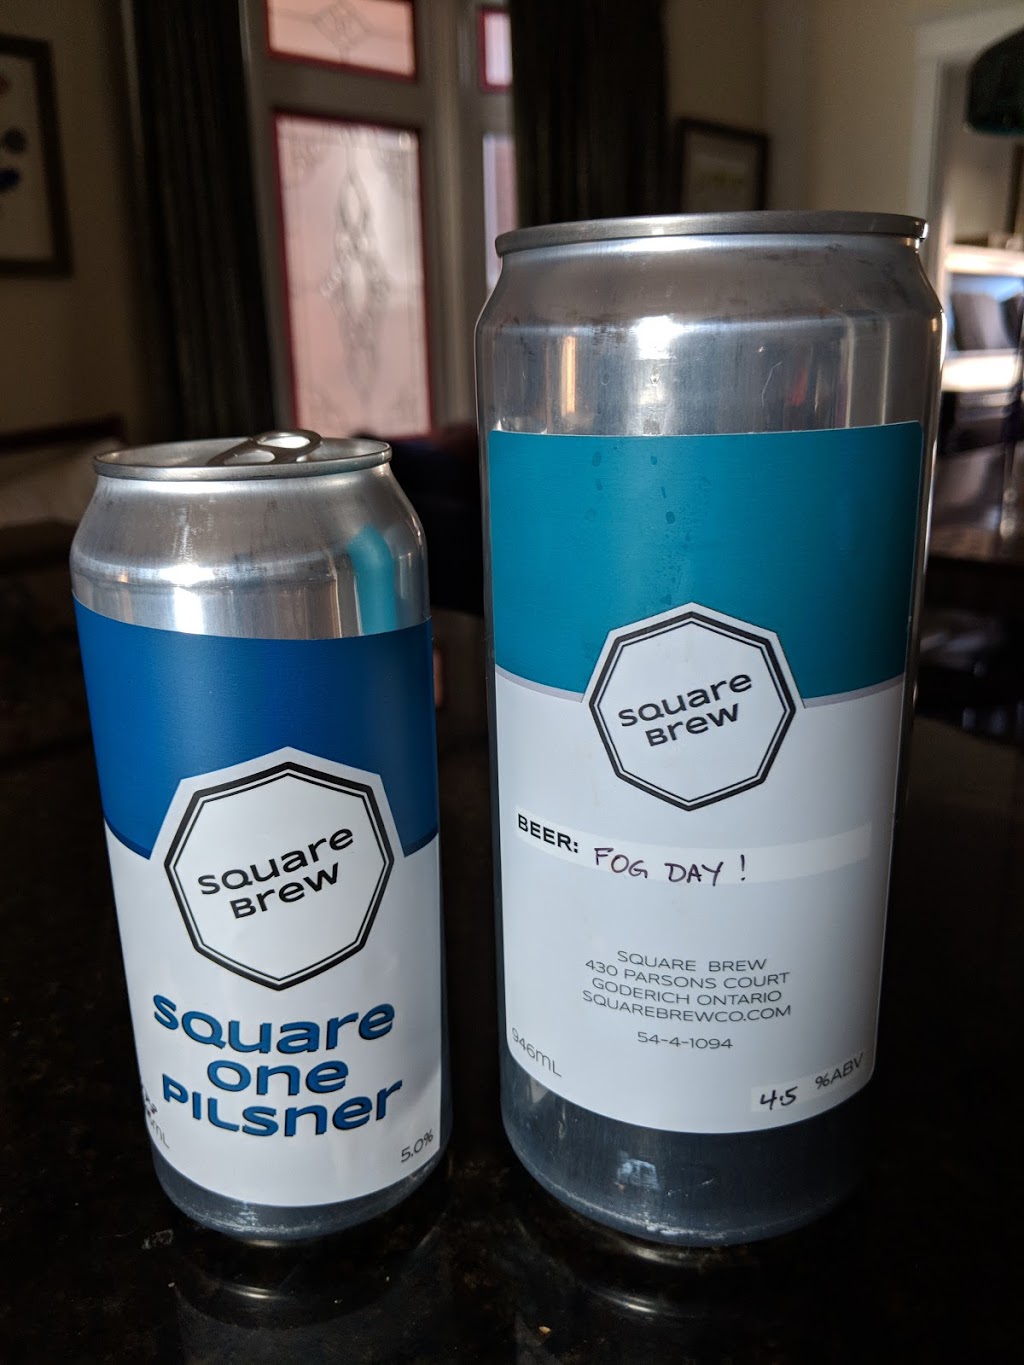 Square
Brew
Square
one
Pilsner
mL
5.0%
Square
Brew
BEER: FOG DAY !
SQUARE BREW
430 PARSONS COURT
GODERICH ONTARIO
SQUAREBREWCO.COM
54-4-1094
946mL
4.5 %ABV